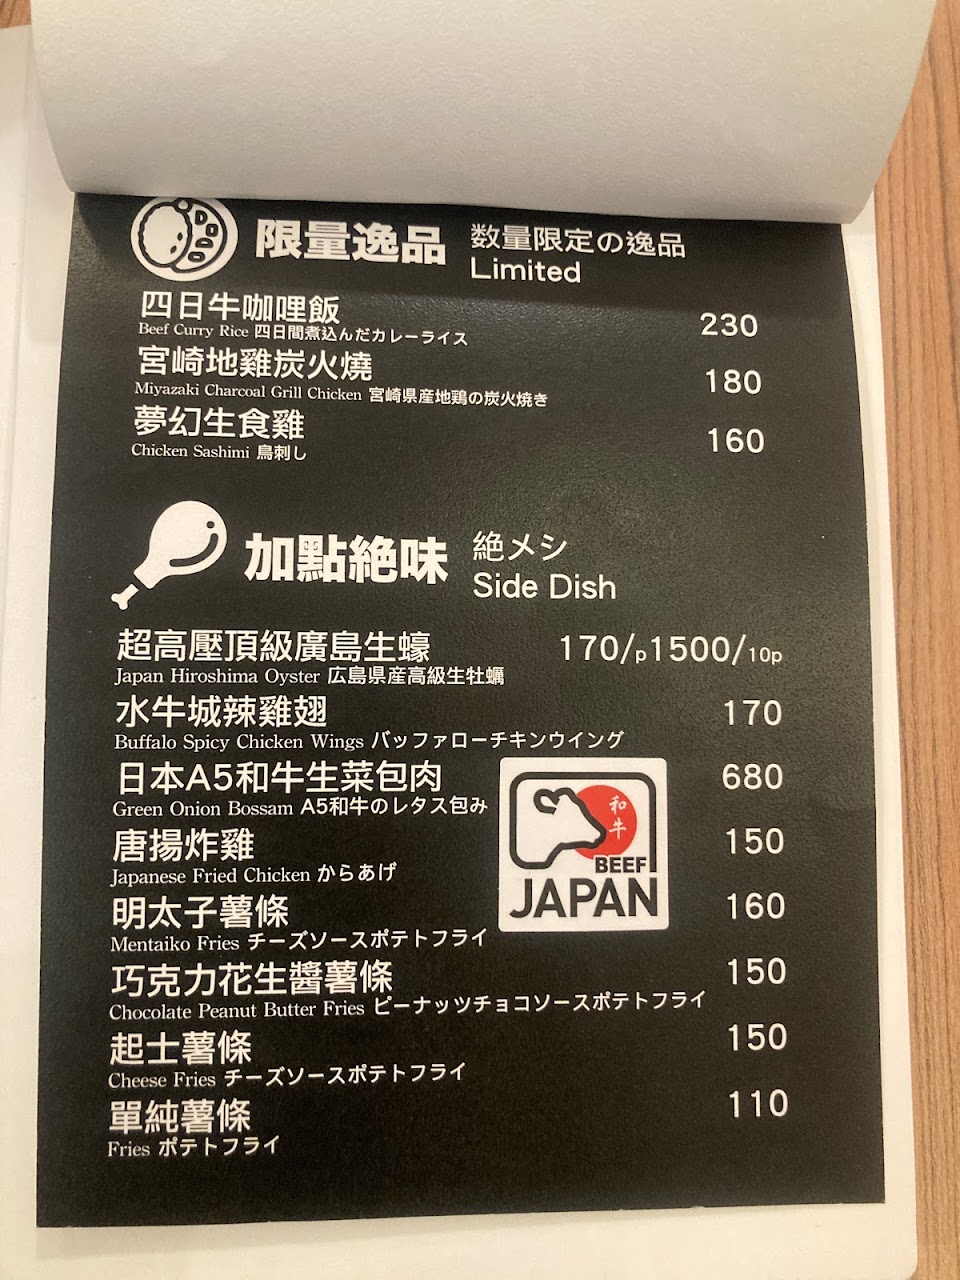 限量逸品 数量限定の逸品
Limited
四日牛咖哩飯 230
Beef Curry Rice 四日間煮込んだカレーライス
宮崎地雞炭火燒 180
Miyazaki Charcoal Grill Chicken 宮崎県産地鶏の炭火焼き
夢幻生食雞 160
Chicken Sashimi 鳥刺し
加點絕味 絶メシ
Side Dish
超高壓頂級廣島生蠔 170/p1500/10p
Japan Hiroshima Oyster 広島県産高級生牡蠣
水牛城辣雞翅 170
Buffalo Spicy Chicken Wings バッファローチキンウイング
日本A5和牛生菜包肉 680
Green Onion Bossam A5和牛のレタス包み
和牛
BEEF
JAPAN
唐揚炸雞 150
Japanese Fried Chicken からあげ
明太子薯條 160
Mentaiko Fries チーズソースポテトフライ
巧克力花生醬薯條 150
Chocolate Peanut Butter Fries ピーナッツチョコソースポテトフライ
起士薯條 150
Cheese Fries チーズソースポテトフライ
單純薯條 110
Fries ポテトフライ